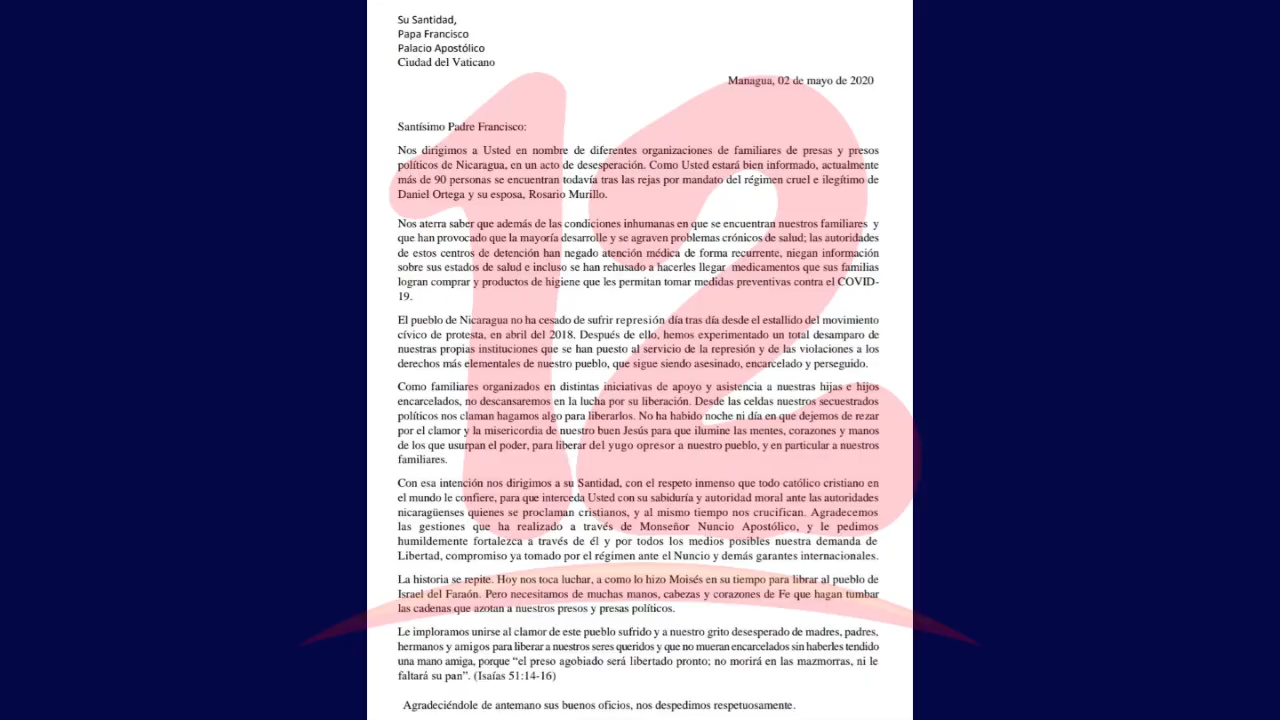 Su Santidad,
Papa Francisco
Palacio Apostólico
Ciudad del Vaticano
Managua, 02 de mayo de 2020
Santísimo Padre Francisco:
Nos dirigimos a Usted en nombre de diferentes organizaciones de familiares de presas y presos
políticos de Nicaragua, en un acto de desesperación. Como Usted estará bien informado, actualmente
más de 90 personas se encuentran todavía tras las rejas por mandato del régimen cruel e ilegítimo de
Daniel Ortega y su esposa, Rosario Murillo.
Nos aterra saber que además de las condiciones inhumanas en que se encuentran nuestros familiares y
que han provocado que la mayoría desarrolle y se agraven problemas crónicos de salud; las autoridades
de estos centros de detención han negado atención médica de forma recurrente, niegan información
sobre sus estados de salud e incluso se han rehusado a hacerles llegar medicamentos que sus familias
logran comprar y productos de higiene que les permitan tomar medidas preventivas contra el COVID-
19.
El pueblo de Nicaragua no ha cesado de sufrir represión día tras día desde el estallido del movimiento
cívico de protesta, en abril del 2018. Después de ello, hemos experimentado un total desamparo de
nuestras propias instituciones que se han puesto al servicio de la represión y de las violaciones a los
derechos más elementales de nuestro pueblo, que sigue siendo asesinado, encarcelado y perseguido.
Como familiares organizados en distintas iniciativas de apoyo y asistencia a nuestras hijas e hijos
encarcelados, no descansaremos en la lucha por su liberación. Desde las celdas nuestros secuestrados
políticos nos claman hagamos algo para liberarlos. No ha habido noche ni día en que dejemos de rezar
por el clamor y la misericordia de nuestro buen Jesús para que ilumine las mentes, corazones y manos
de los que usurpan el poder, para liberar del yugo opresor a nuestro pueblo, y en particular a nuestros
familiares.
Con esa intención nos dirigimos a su Santidad, con el respeto inmenso que todo católico cristiano en
el mundo le confiere, para que interceda Usted con su sabiduría y autoridad moral ante las autoridades
nicaragüenses quienes se proclaman cristianos, y al mismo tiempo nos crucifican. Agradecemos
las gestiones que ha realizado a través de Monseñor Nuncio Apostólico, y le pedimos
humildemente fortalezca a través de él y por todos los medios posibles nuestra demanda de
Libertad, compromiso ya tomado por el régimen ante el Nuncio y demás garantes internacionales.
La historia se repite. Hoy nos toca luchar, a como lo hizo Moisés en su tiempo para librar al pueblo de
Israel del Faraón. Pero necesitamos de muchas manos, cabezas y corazones de Fe que hagan tumbar
las cadenas que azotan a nuestros presos y presas políticos.
Le imploramos unirse al clamor de este pueblo sufrido y a nuestro grito desesperado de madres, padres,
hermanos y amigos para liberar a nuestros seres queridos y que no mueran encarcelados sin haberles tendido
una mano amiga, porque “el preso agobiado será libertado pronto; no morirá en las mazmorras, ni le
faltará su pan”. (Isaías 51:14-16)
Agradeciéndole de antemano sus buenos oficios, nos despedimos respetuosamente.
12